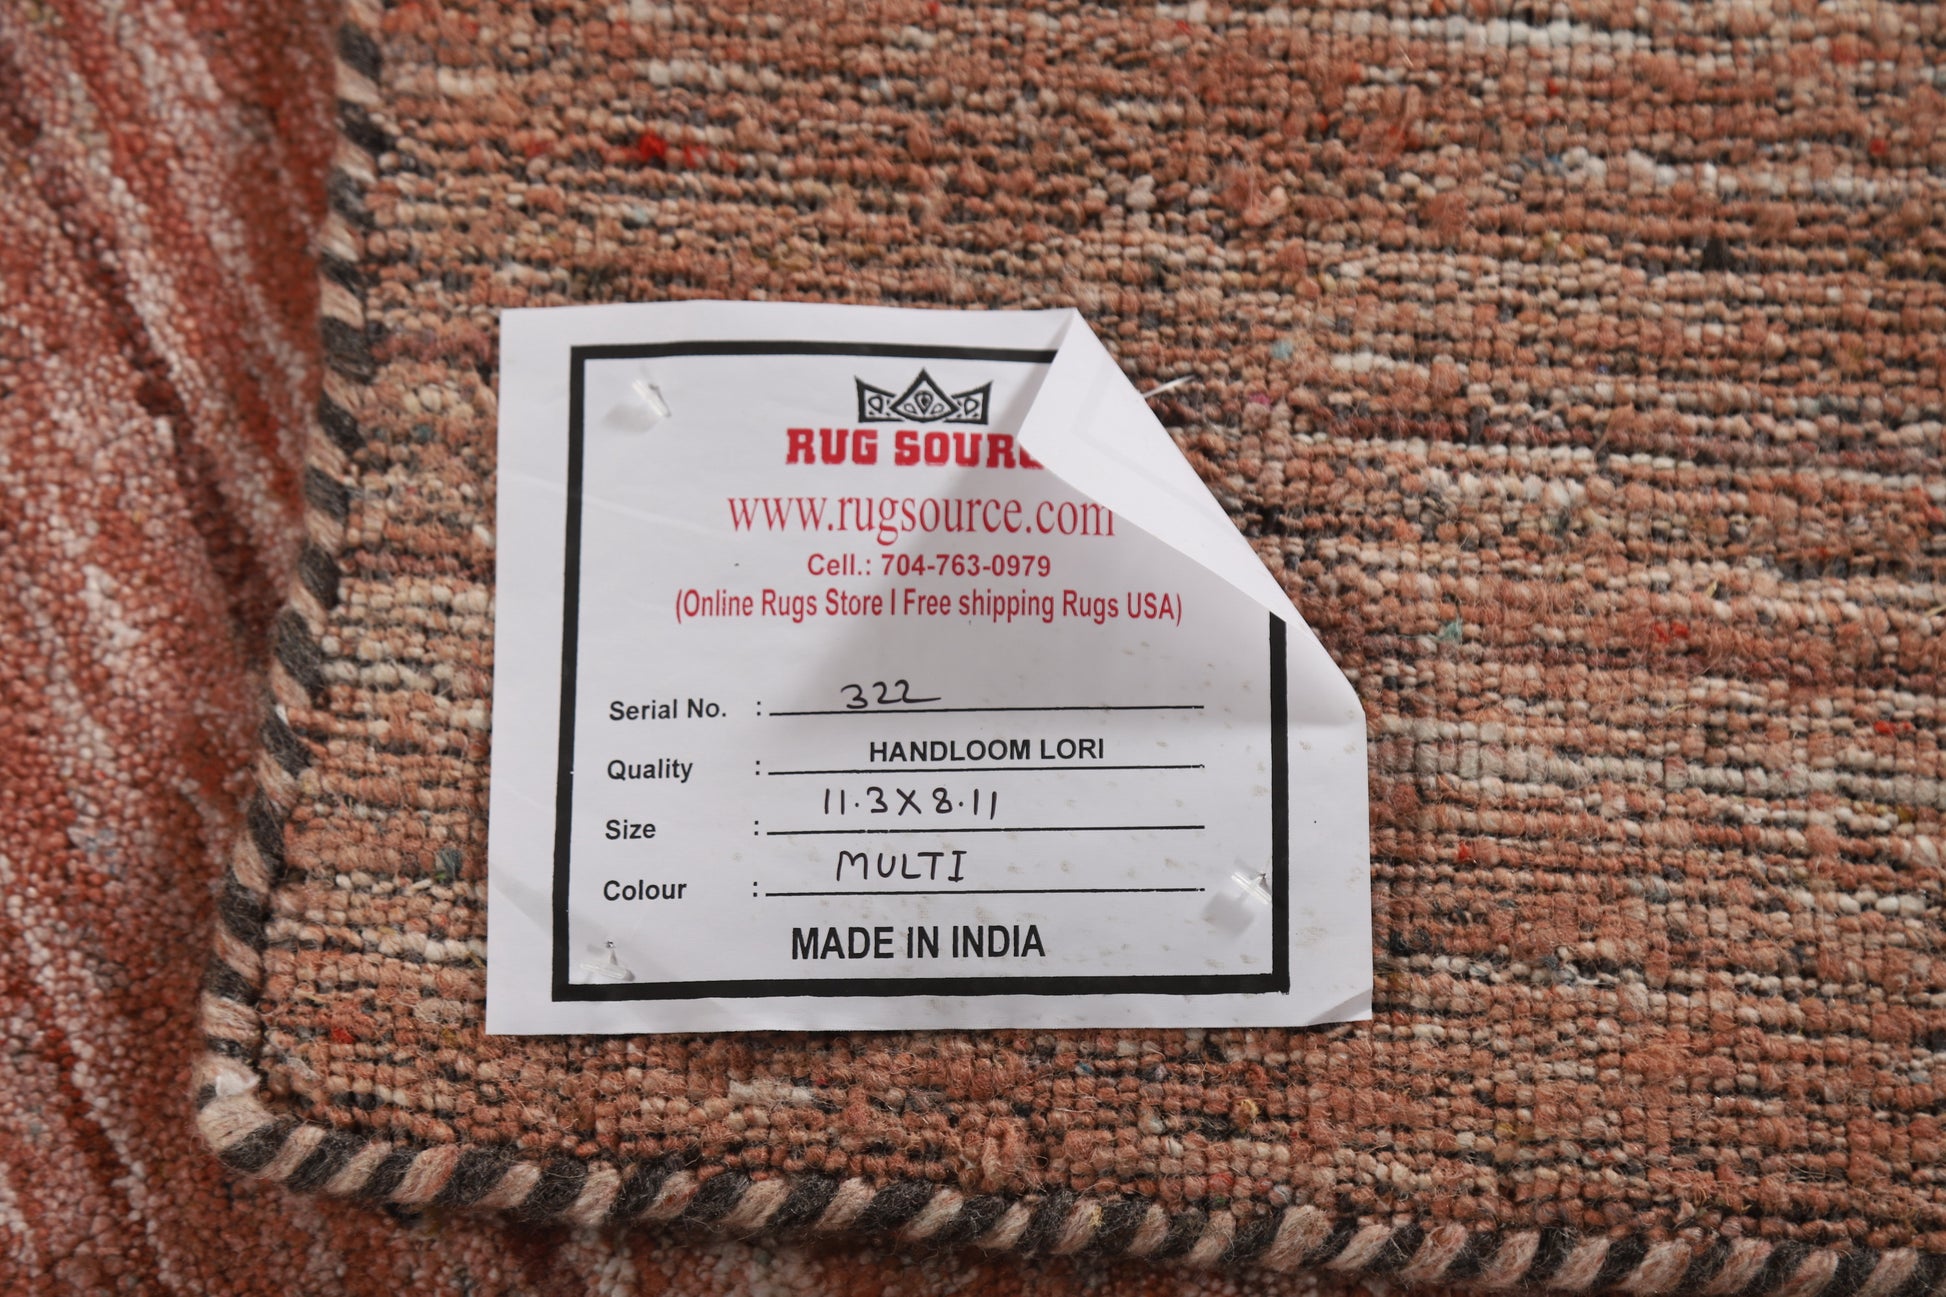 RUG SOURC
www.rugsource.com
Cell.: 704-763-0979
(Online Rugs Store I Free shipping Rugs USA)
Serial No. : 322
Quality : HANDLOOM LORI
Size : 11.3X8.11
Colour : MULTI
MADE IN INDIA